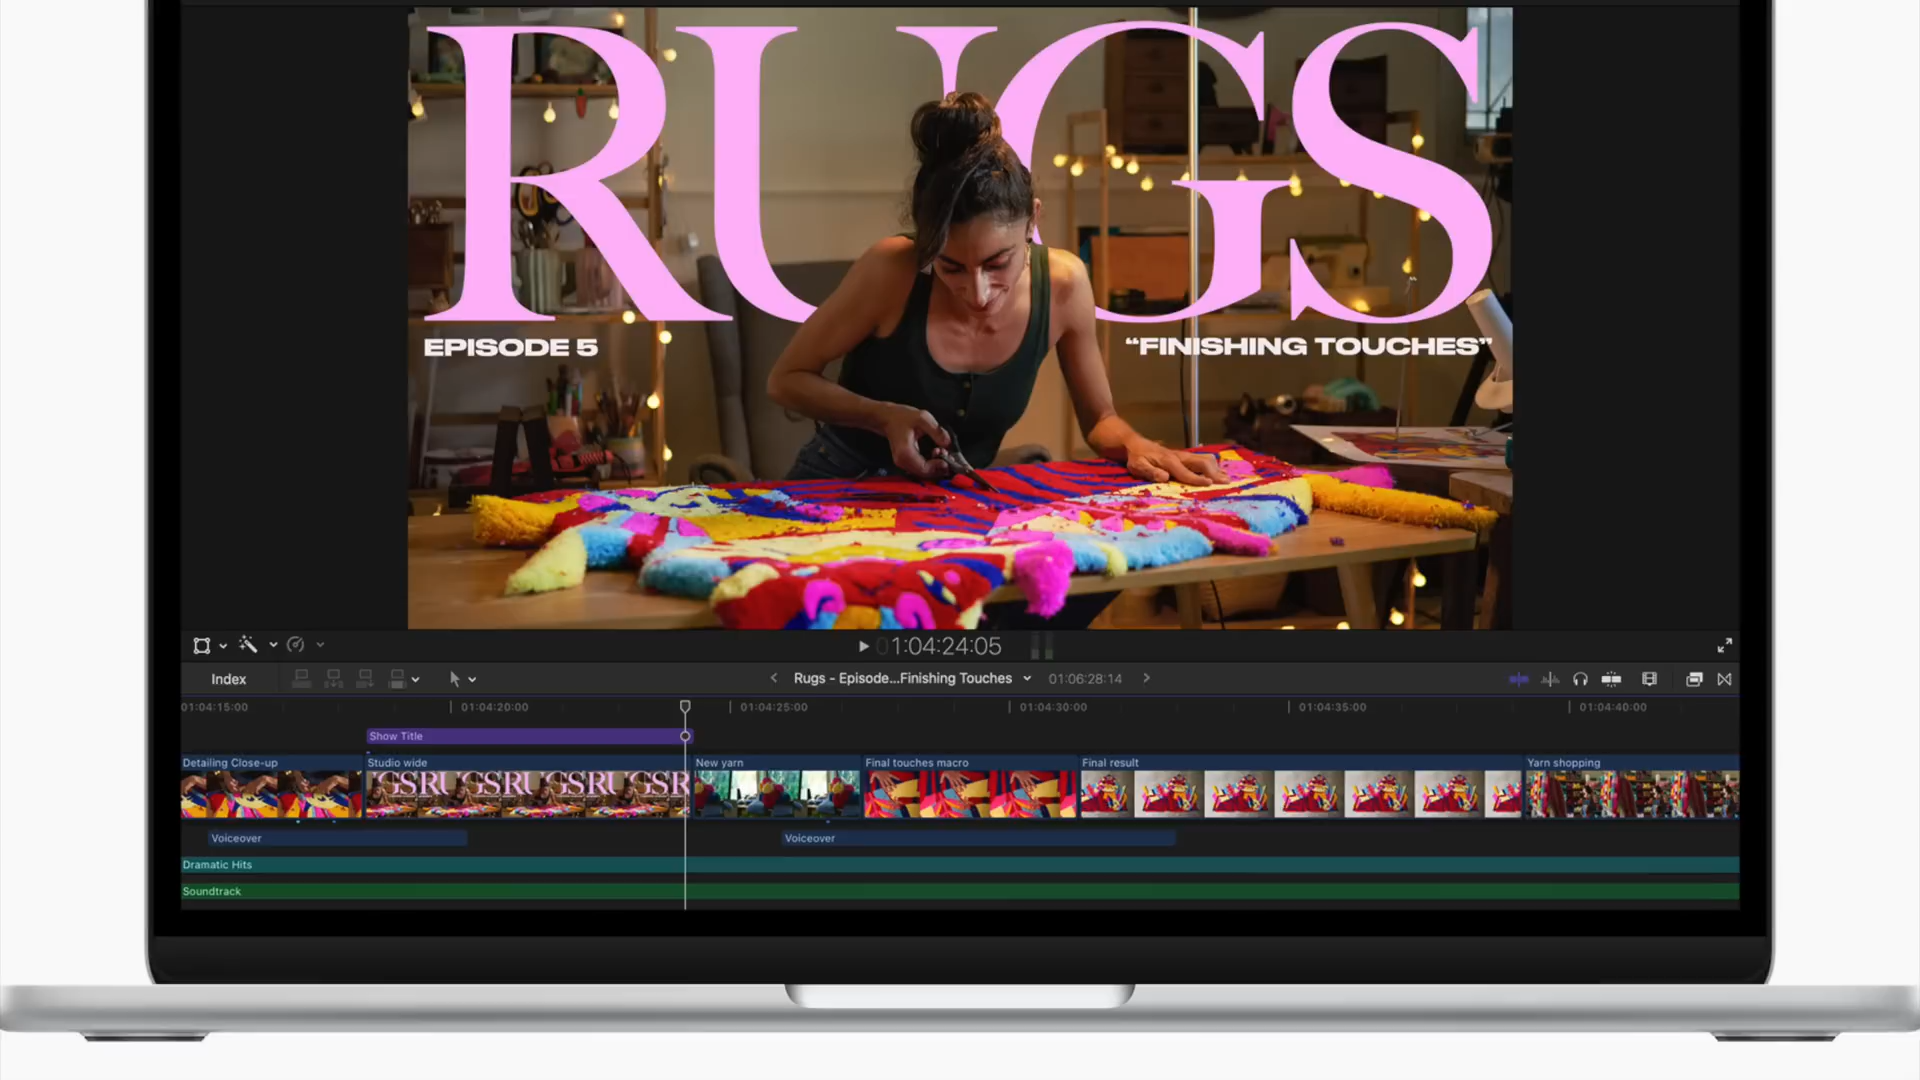 RUGS
EPISODE 5
“FINISHING TOUCHES”
01:04:24:05
Index
Rugs - Episode...Finishing Touches
01:06:28:14
01:04:15:00
01:04:20:00
01:04:25:00
01:04:30:00
01:04:35:00
01:04:40:00
Show Title
Detailing Close-up
Studio wide
New yarn
Final touches macro
Final result
Yarn shopping
Voiceover
Voiceover
Dramatic Hits
Soundtrack